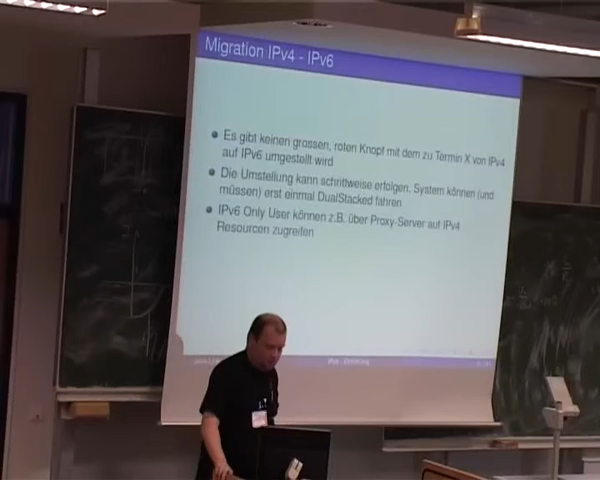 Migration IPv4 - IPv6
Es gibt keinen grossen, roten Knopf mit dem zu Termin X von IPv4
auf IPv6 umgestellt wird
Die Umstellung kann schrittweise erfolgen. System können (und
müssen) erst einmal DualStacked fahren
IPv6 Only User können z.B. über Proxy-Server auf IPv4
Resourcen zugreifen